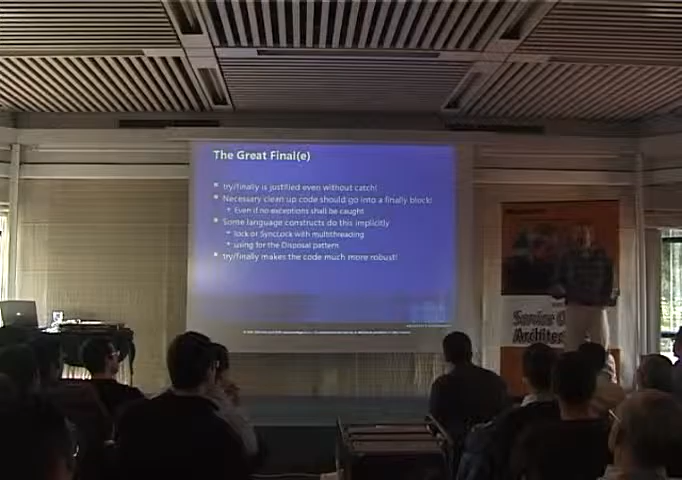 The Great Final(e)
try/finally is justified even without catch!
Necessary clean up code should go into a finally block!
Even if no exceptions shall be caught
Some language constructs do this implicitly
lock or SyncLock with multithreading
using for the Disposal pattern
try/finally makes the code much more robust!